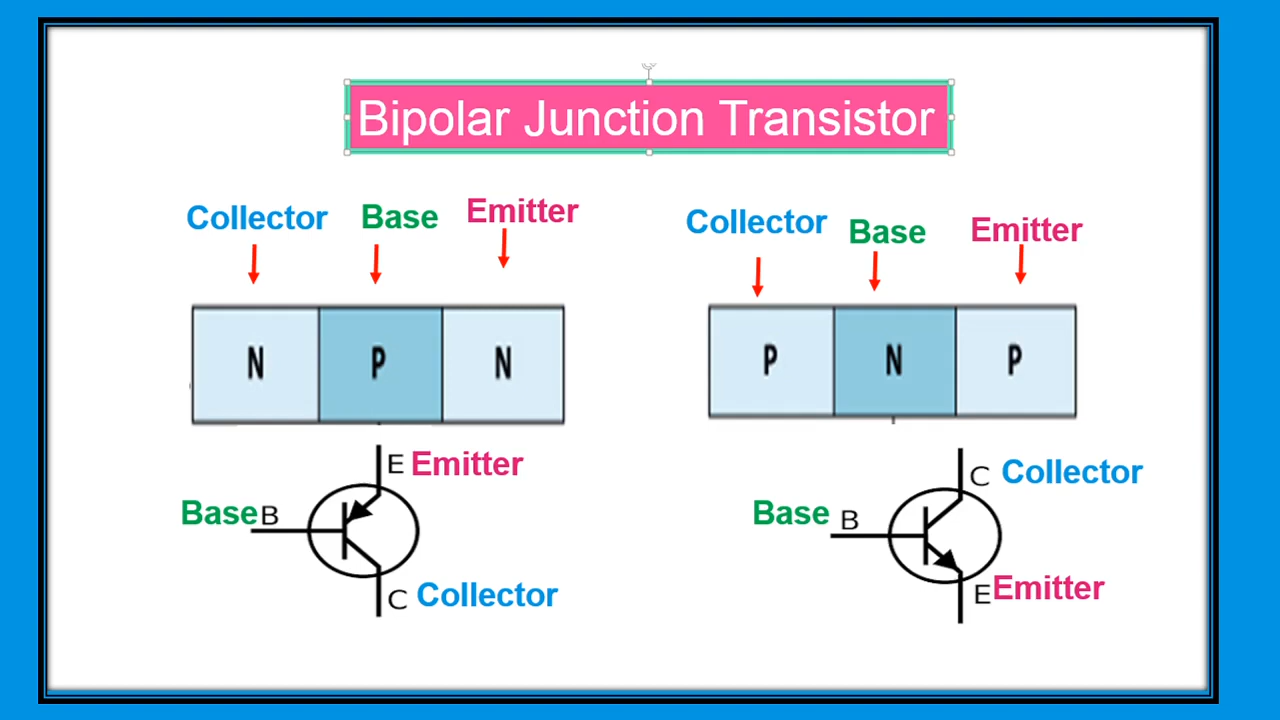 Bipolar Junction Transistor
Collector Base Emitter
N P N
E Emitter
Base B
C Collector
Collector Base Emitter
P N P
C Collector
Base B
E Emitter